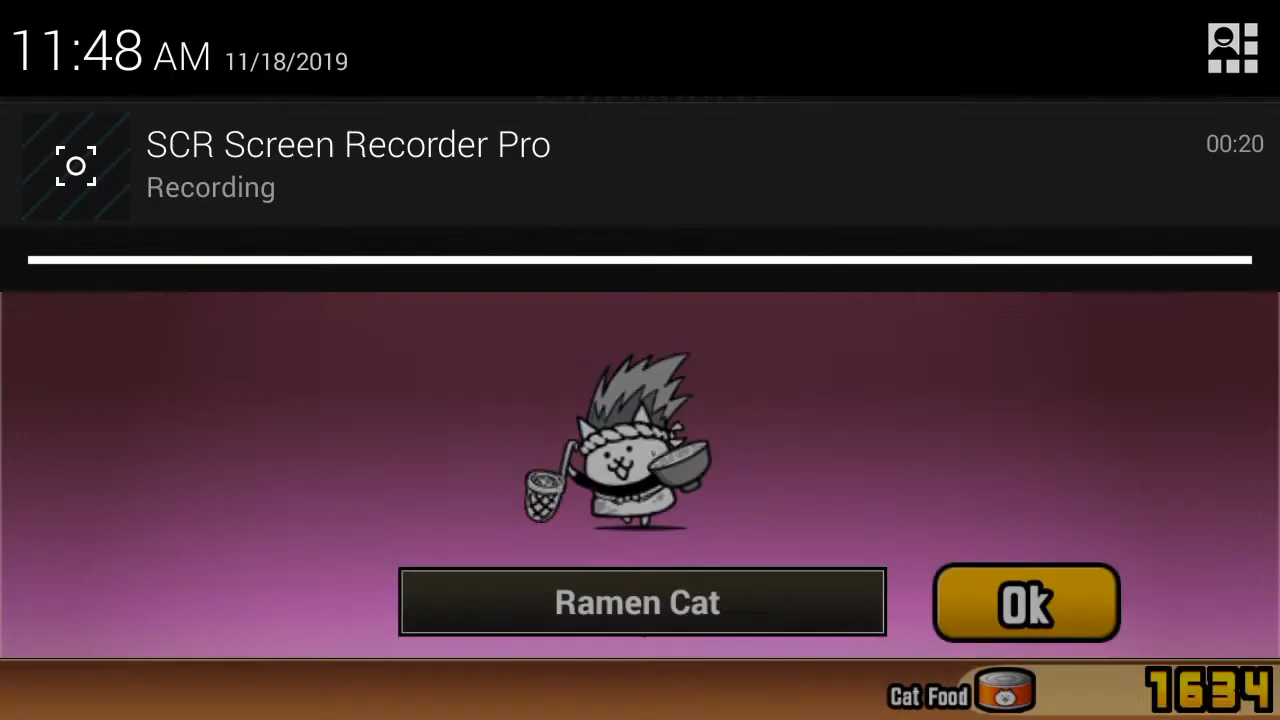 11:48 AM 11/18/2019
SCR Screen Recorder Pro
00:20
Recording
Ramen Cat
Ok
Cat Food
1634